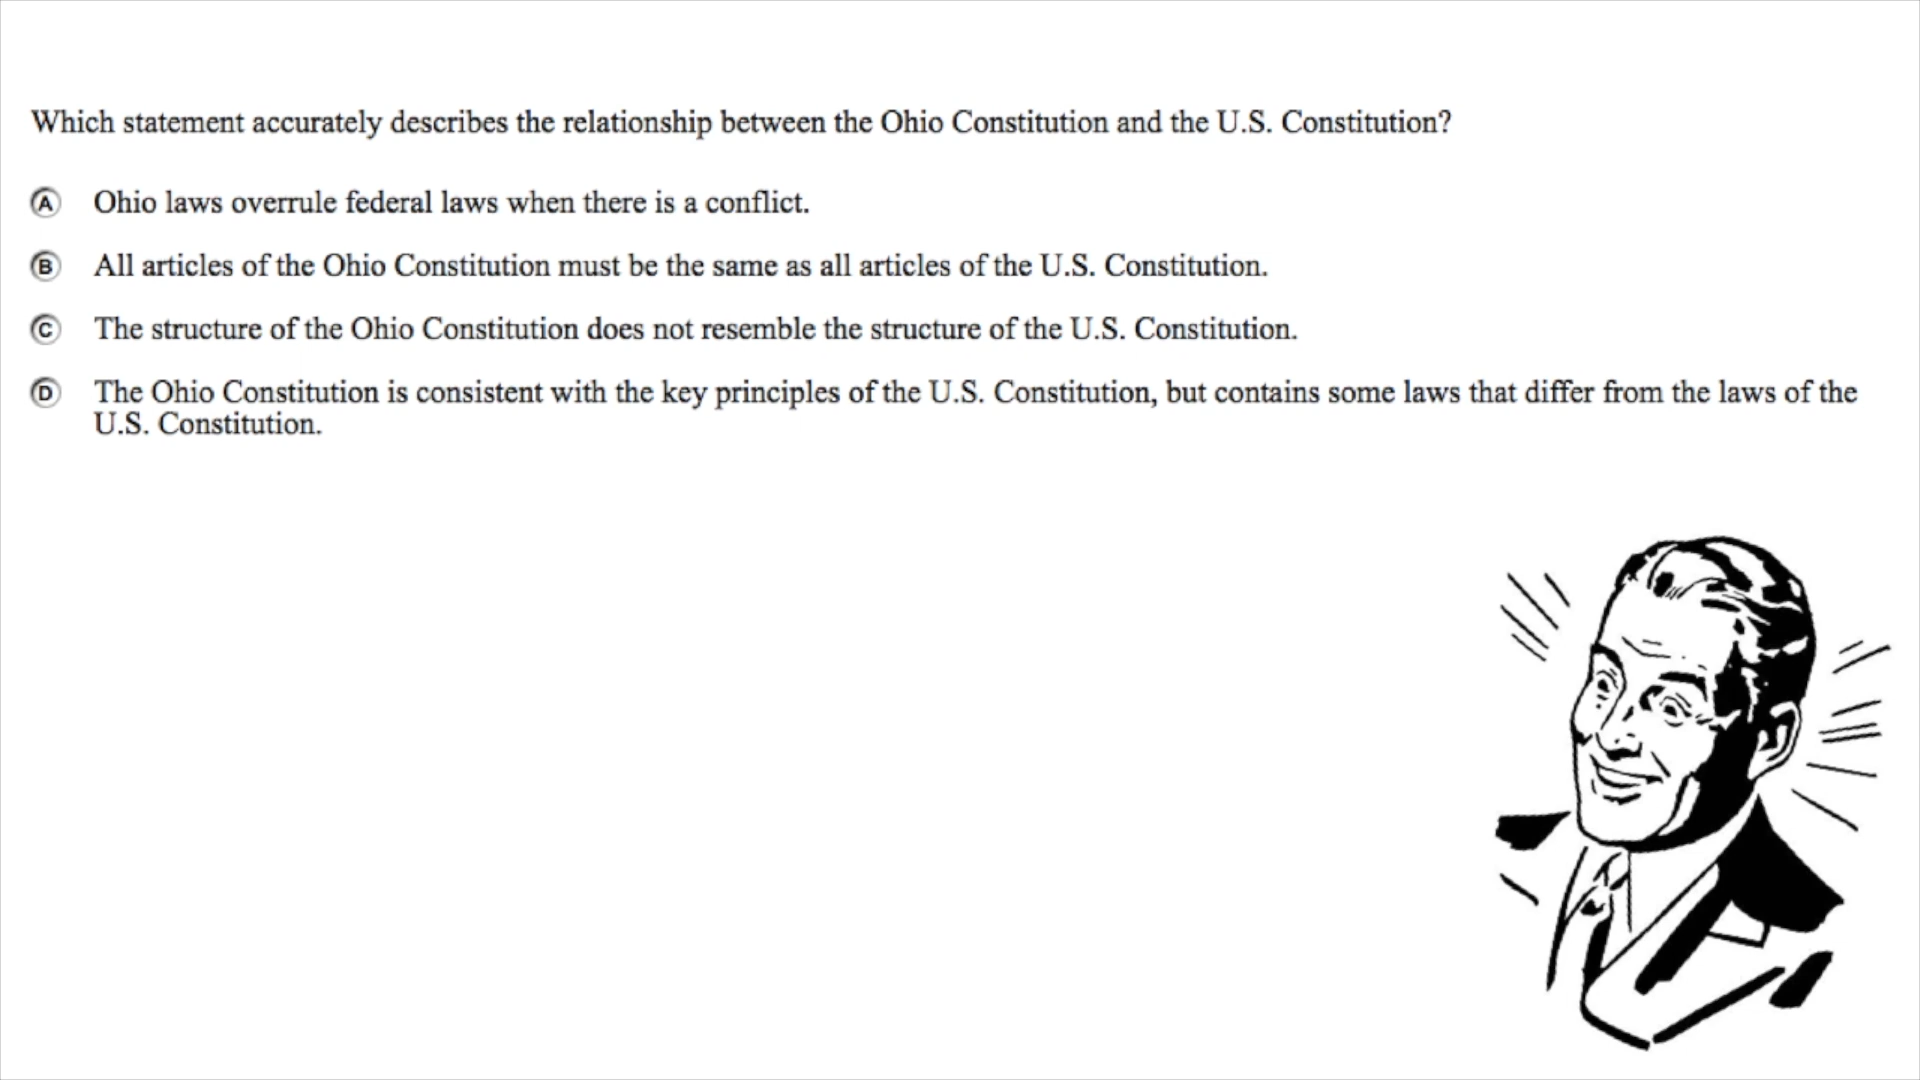 Which statement accurately describes the relationship between the Ohio Constitution and the U.S. Constitution?
A Ohio laws overrule federal laws when there is a conflict.
B All articles of the Ohio Constitution must be the same as all articles of the U.S. Constitution.
C The structure of the Ohio Constitution does not resemble the structure of the U.S. Constitution.
D The Ohio Constitution is consistent with the key principles of the U.S. Constitution, but contains some laws that differ from the laws of the
U.S. Constitution.